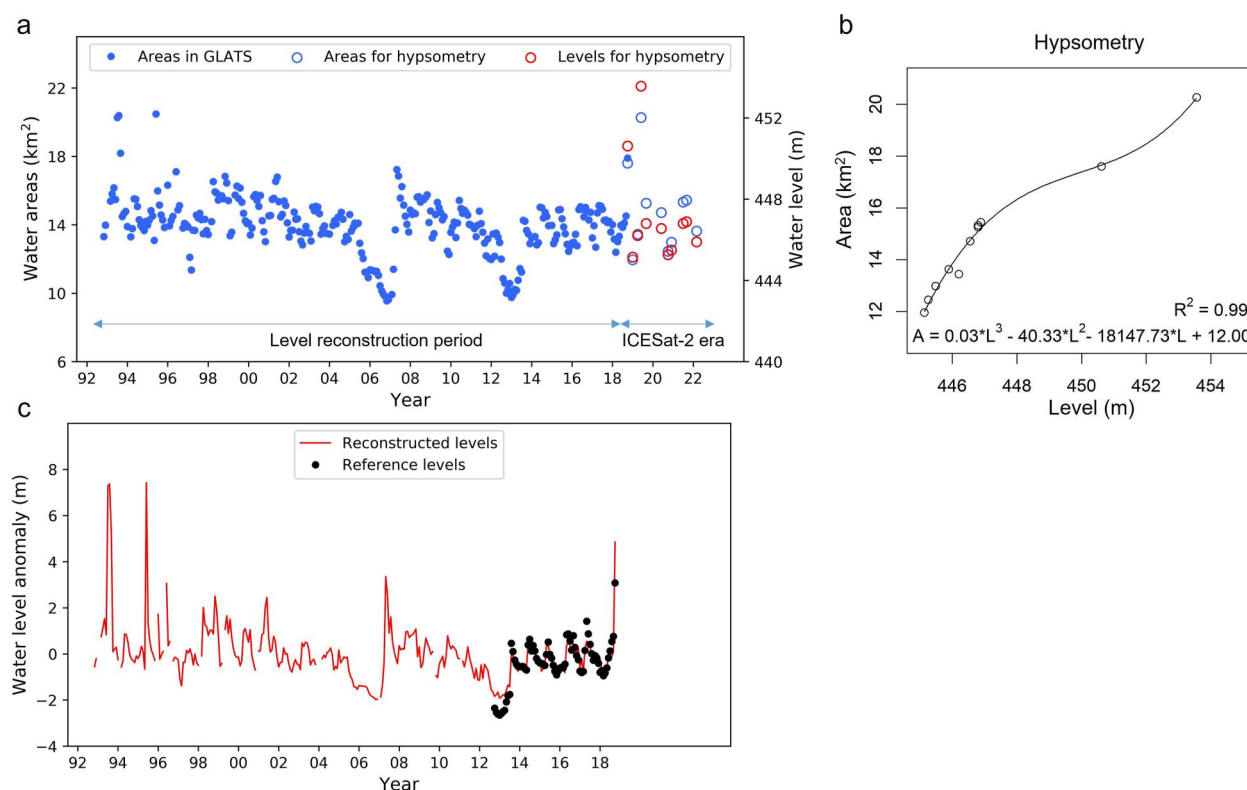 a
Areas in GLATS
Areas for hypsometry
Levels for hypsometry
Water areas (km²)
22
18
14
10
6
452
448
444
440
Water level (m)
Level reconstruction period
ICESat-2 era
92 94 96 98 00 02 04 06 08 10 12 14 16 18 20 22
Year
b
Hypsometry
Area (km²)
20
18
16
14
12
R² = 0.99
A = 0.03*L³ - 40.33*L² - 18147.73*L + 12.00
446 448 450 452 454
Level (m)
c
Reconstructed levels
Reference levels
Water level anomaly (m)
8
6
4
2
0
−2
−4
92 94 96 98 00 02 04 06 08 10 12 14 16 18
Year